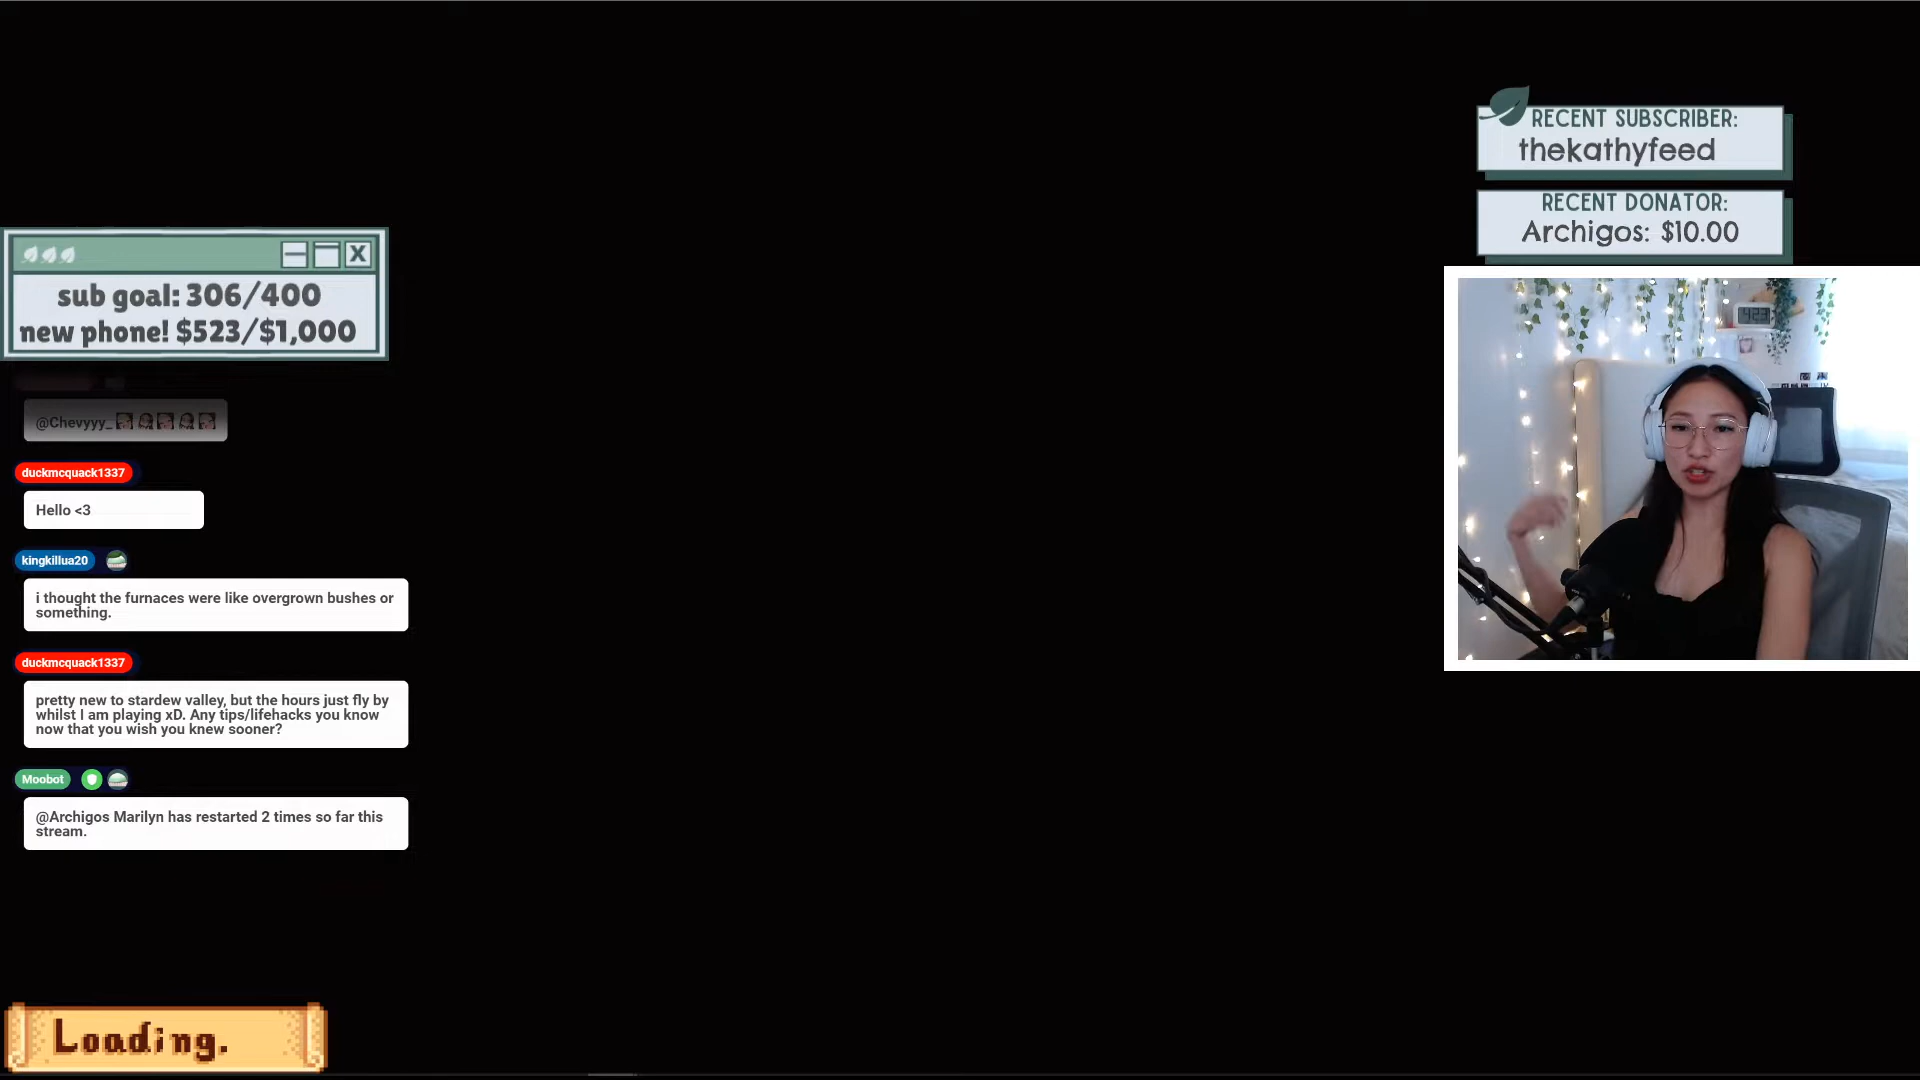 RECENT SUBSCRIBER:
thekathyfeed
RECENT DONATOR:
Archigos: $10.00
sub goal: 306/400
new phone! $523/$1,000
@Chevyyy_
duckmcquack1337
Hello <3
kingkillua20
i thought the furnaces were like overgrown bushes or
something.
duckmcquack1337
pretty new to stardew valley, but the hours just fly by
whilst I am playing xD. Any tips/lifehacks you know
now that you wish you knew sooner?
Moobot
@Archigos Marilyn has restarted 2 times so far this
stream.
Loading.